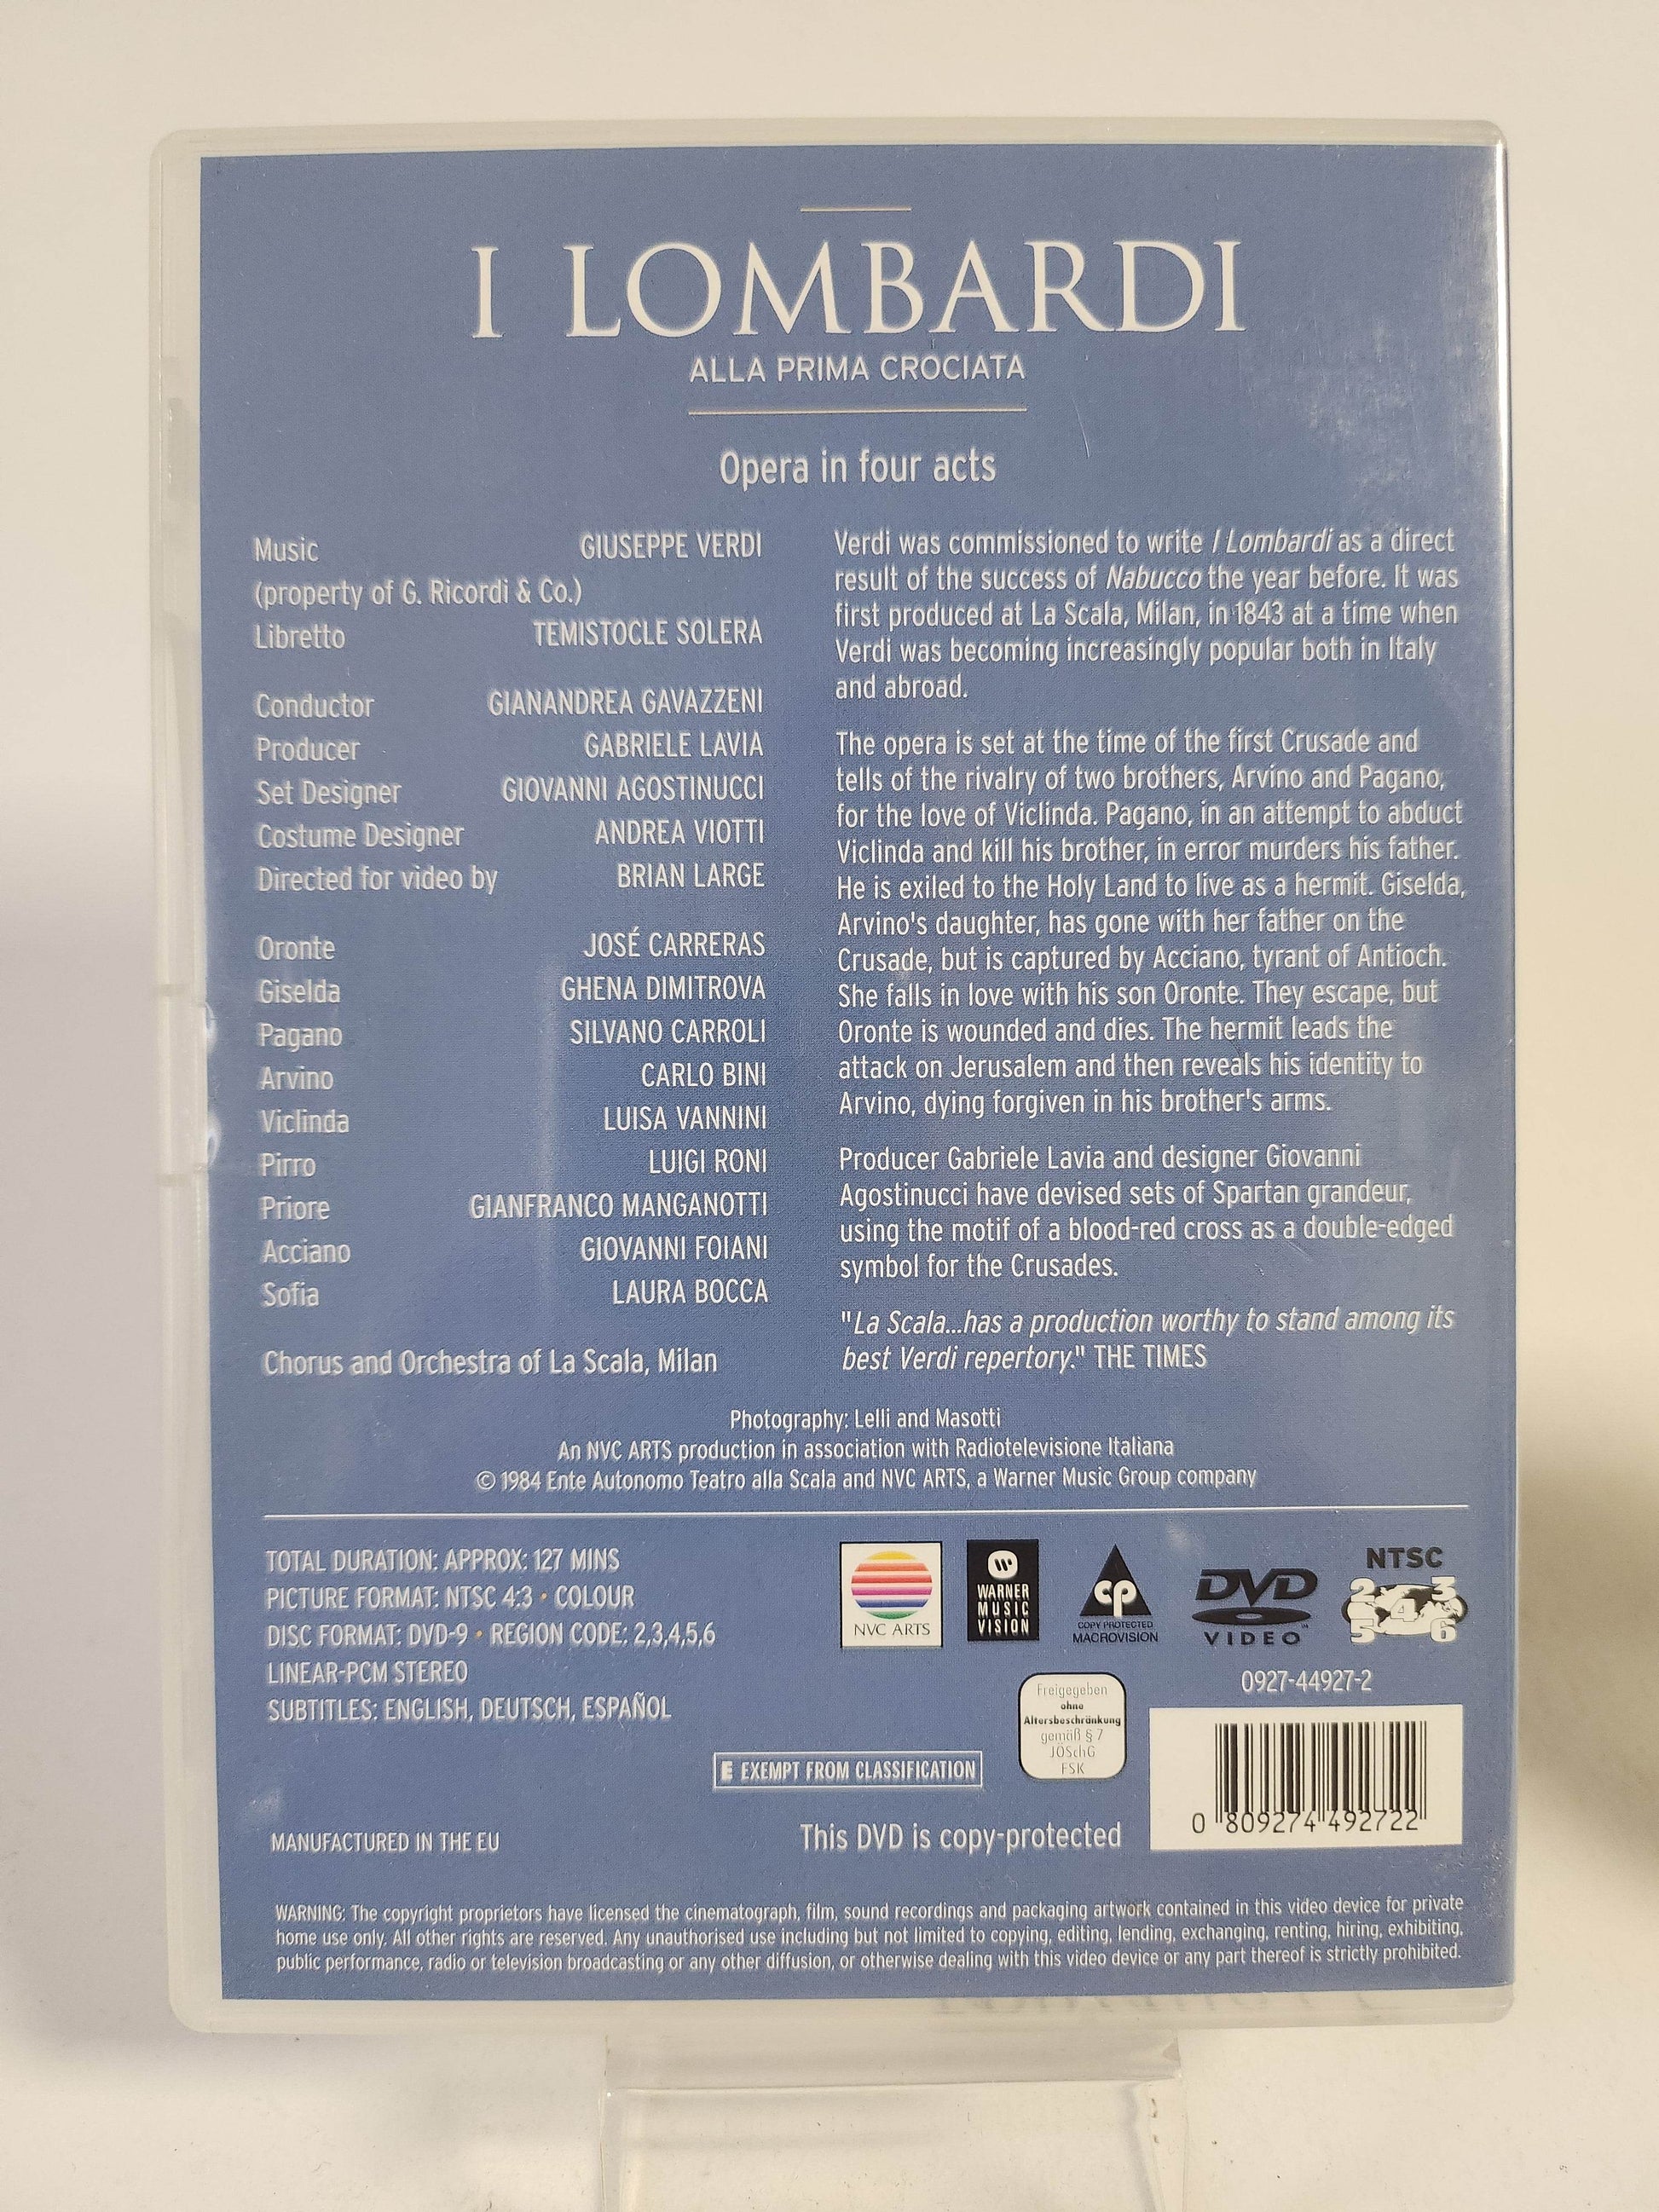 I LOMBARDI
ALLA PRIMA CROCIATA
Opera in four acts
Music GIUSEPPE VERDI
(property of G. Ricordi & Co.)
Libretto TEMISTOCLE SOLERA
Conductor GIANANDREA GAVAZZENI
Producer GABRIELE LAVIA
Set Designer GIOVANNI AGOSTINUCCI
Costume Designer ANDREA VIOTTI
Directed for video by BRIAN LARGE
Oronte JOSÉ CARRERAS
Giselda GHENA DIMITROVA
Pagano SILVANO CARROLI
Arvino CARLO BINI
Viclinda LUISA VANNINI
Pirro LUIGI RONI
Priore GIANFRANCO MANGANOTTI
Acciano GIOVANNI FOIANI
Sofia LAURA BOCCA
Chorus and Orchestra of La Scala, Milan
Verdi was commissioned to write I Lombardi as a direct
result of the success of Nabucco the year before. It was
first produced at La Scala, Milan, in 1843 at a time when
Verdi was becoming increasingly popular both in Italy
and abroad.
The opera is set at the time of the first Crusade and
tells of the rivalry of two brothers, Arvino and Pagano,
for the love of Viclinda. Pagano, in an attempt to abduct
Viclinda and kill his brother, in error murders his father.
He is exiled to the Holy Land to live as a hermit. Giselda,
Arvino's daughter, has gone with her father on the
Crusade, but is captured by Acciano, tyrant of Antioch.
She falls in love with his son Oronte. They escape, but
Oronte is wounded and dies. The hermit leads the
attack on Jerusalem and then reveals his identity to
Arvino, dying forgiven in his brother's arms.
Producer Gabriele Lavia and designer Giovanni
Agostinucci have devised sets of Spartan grandeur,
using the motif of a blood-red cross as a double-edged
symbol for the Crusades.
"La Scala...has a production worthy to stand among its
best Verdi repertory." THE TIMES
Photography: Lelli and Masotti
An NVC ARTS production in association with Radiotelevisione Italiana
© 1984 Ente Autonomo Teatro alla Scala and NVC ARTS, a Warner Music Group company
TOTAL DURATION: APPROX: 127 MINS
PICTURE FORMAT: NTSC 4:3 • COLOUR
DISC FORMAT: DVD-9 • REGION CODE: 2,3,4,5,6
LINEAR-PCM STEREO
SUBTITLES: ENGLISH, DEUTSCH, ESPAÑOL
NVC ARTS
WARNER
MUSIC
VISION
cp
COPY PROTECTED
MACROVISION
DVD
VIDEO
NTSC
2 3
4
5 6
0927-44927-2
Freigegeben
ohne
Altersbeschränkung
gemäß § 7
JÖSchG
FSK
E EXEMPT FROM CLASSIFICATION
0 809274 492722
MANUFACTURED IN THE EU
This DVD is copy-protected
WARNING: The copyright proprietors have licensed the cinematograph, film, sound recordings and packaging artwork contained in this video device for private
home use only. All other rights are reserved. Any unauthorised use including but not limited to copying, editing, lending, exchanging, renting, hiring, exhibiting,
public performance, radio or television broadcasting or any other diffusion, or otherwise dealing with this video device or any part thereof is strictly prohibited.